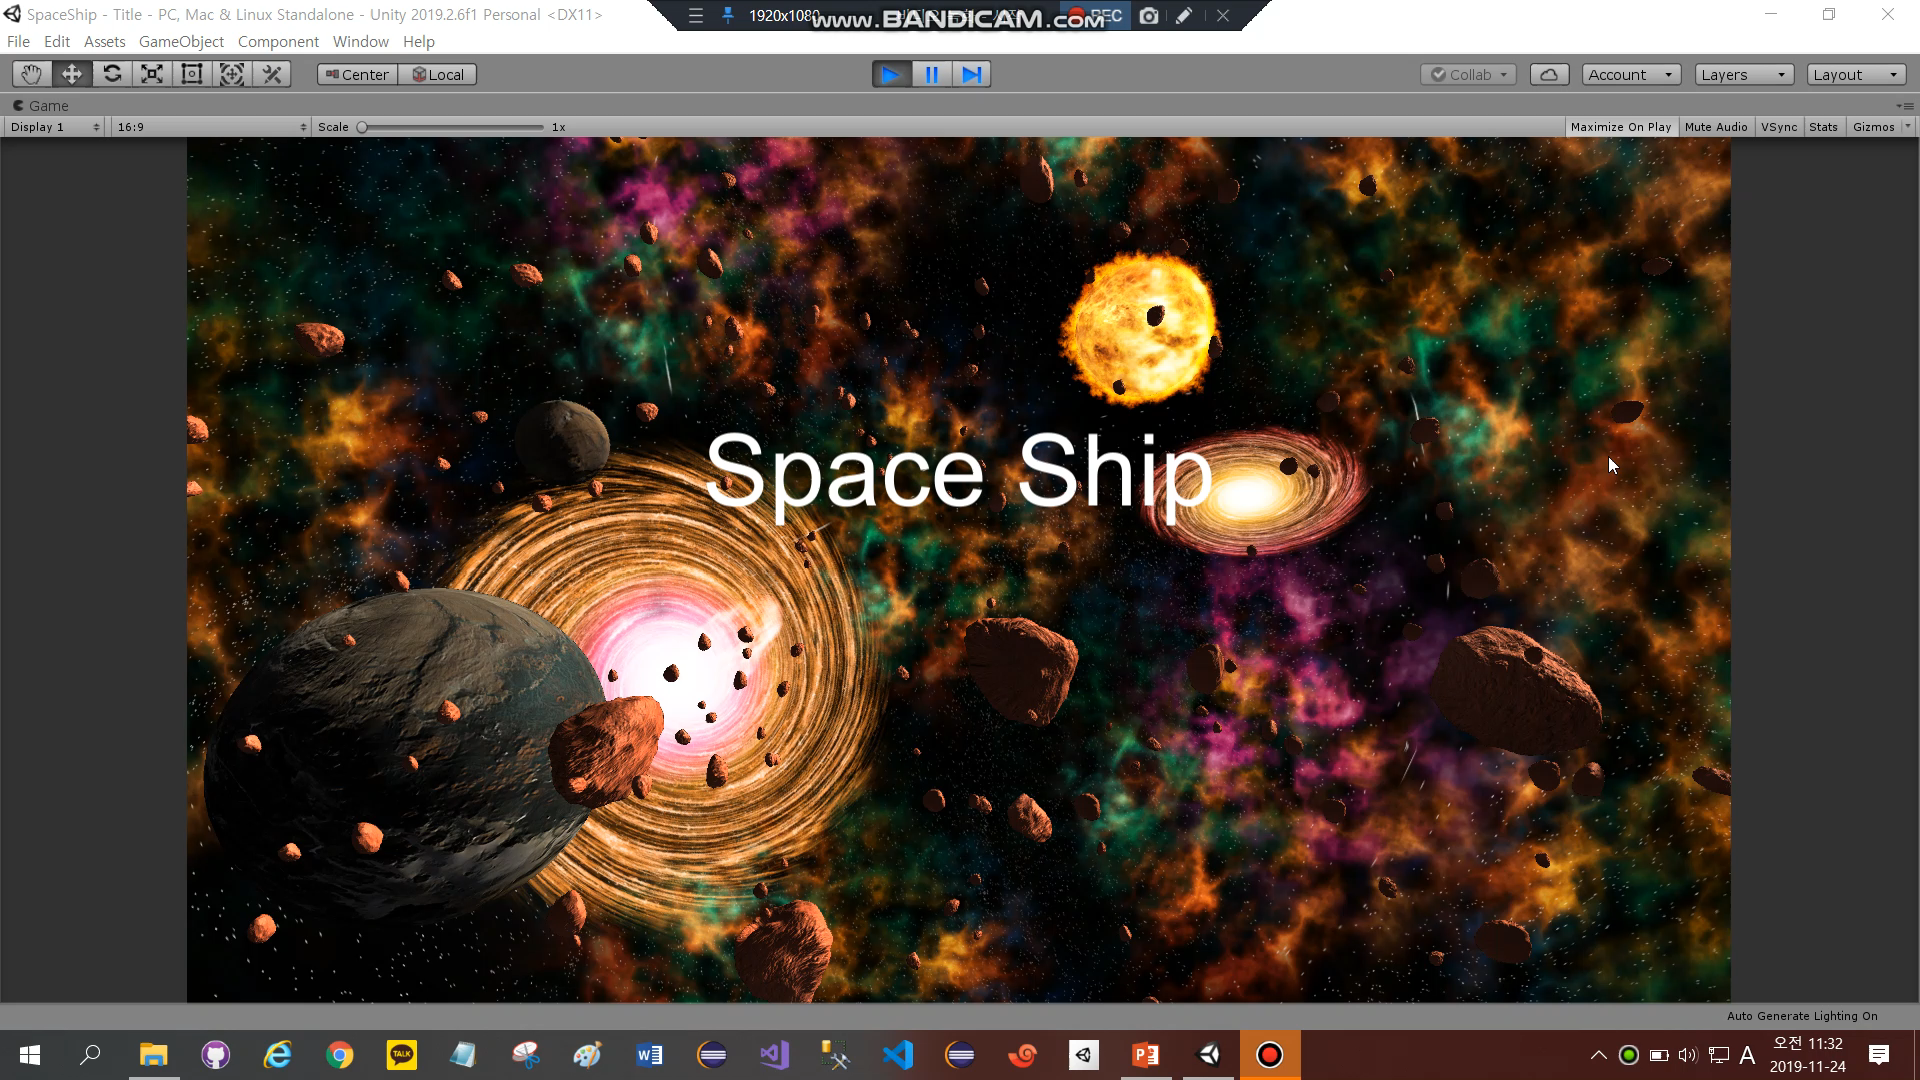 SpaceShip - Title - PC, Mac & Linux Standalone - Unity 2019.2.6f1 Personal <DX11>
1920x1080
www.BANDICAM.com
REC
File Edit Assets GameObject Component Window Help
Center Local
Collab Account Layers Layout
Game
Display 1 16:9 Scale 1x Maximize On Play Mute Audio VSync Stats Gizmos
Space Ship
Auto Generate Lighting On
TALK
A
오전 11:32
2019-11-24